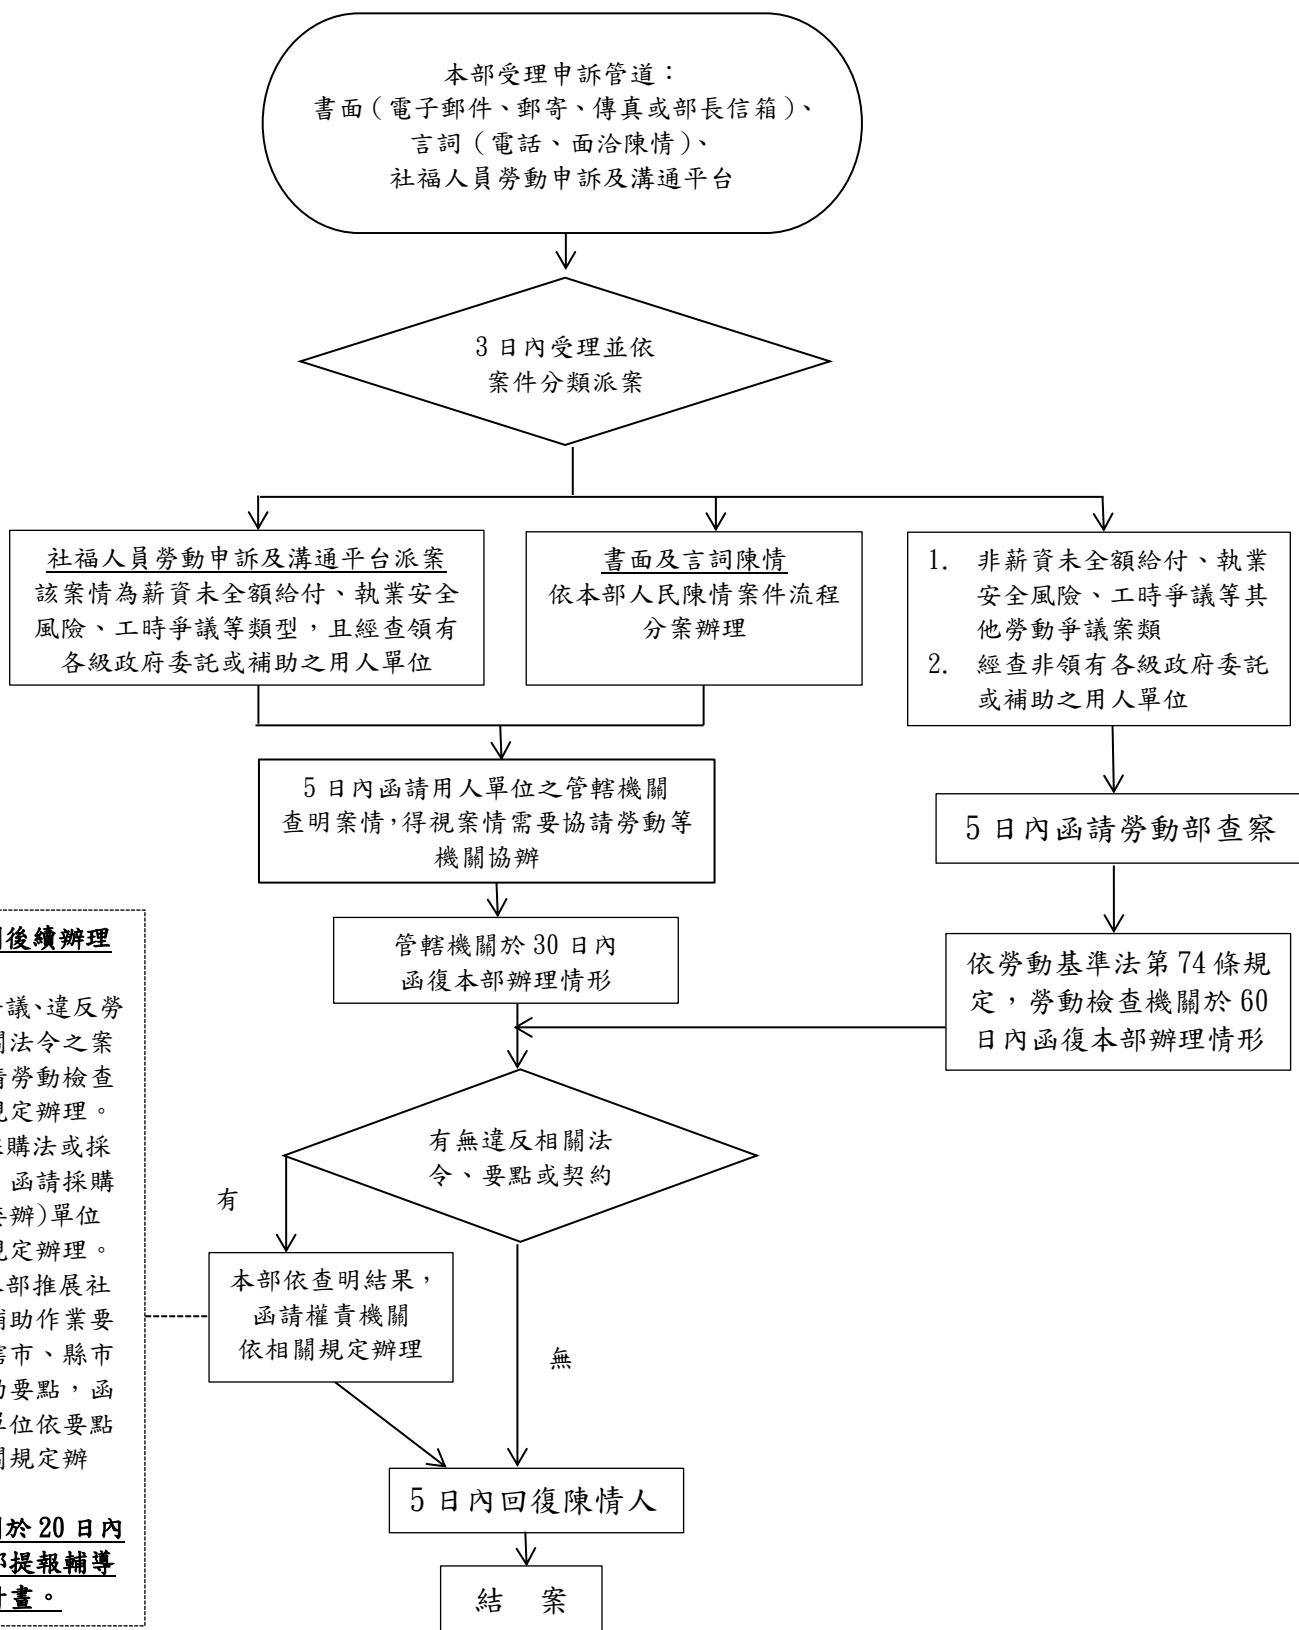 本部受理申訴管道：
書面（電子郵件、郵寄、傳真或部長信箱）、
言詞（電話、面洽陳情）、
社福人員勞動申訴及溝通平台
3 日內受理並依
案件分類派案
社福人員勞動申訴及溝通平台派案
該案情為薪資未全額給付、執業安全
風險、工時爭議等類型，且經查領有
各級政府委託或補助之用人單位
書面及言詞陳情
依本部人民陳情案件流程
分案辦理
1. 非薪資未全額給付、執業
安全風險、工時爭議等其
他勞動爭議案類
2. 經查非領有各級政府委託
或補助之用人單位
5 日內函請用人單位之管轄機關
查明案情，得視案情需要協請勞動等
機關協辦
5 日內函請勞動部查察
管轄機關於 30 日內
函復本部辦理情形
依勞動基準法第 74 條規
定，勞動檢查機關於 60
日內函復本部辦理情形
有無違反相關法
令、要點或契約
有
無
本部依查明結果，
函請權責機關
依相關規定辦理
後續辦理
議、違反勞
法令之案
勞動檢查
規定辦理。
購法或採
函請採購
辦)單位
規定辦理。
部推展社
補助作業要
市、縣市
要點，函
單位依要點
規定辦
於 20 日內
提報輔導
計畫。
5 日內回復陳情人
結 案